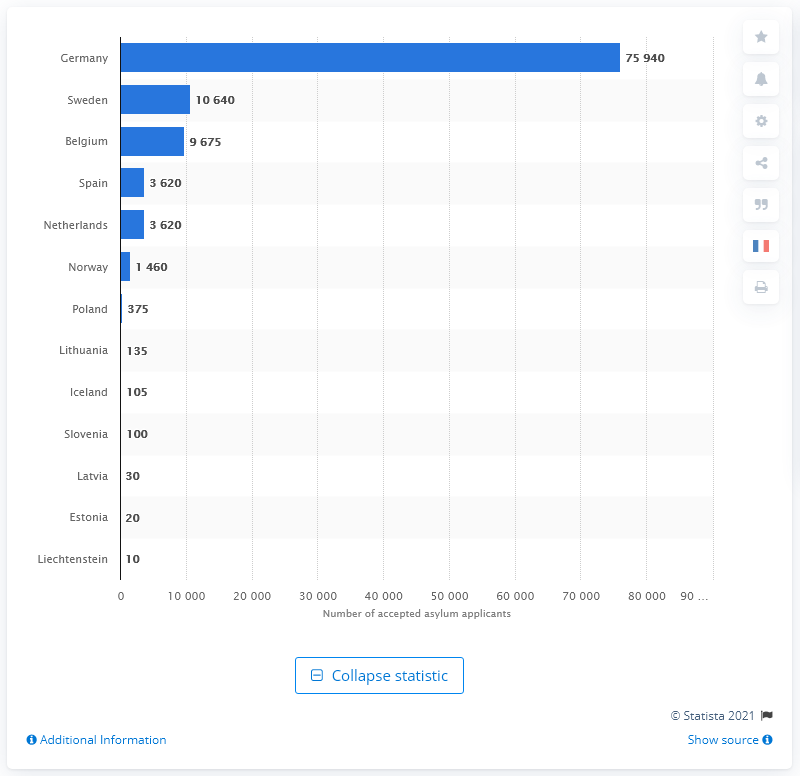 Germany 75 940
Sweden 10 640
Belgium 9 675
Spain 3 620
Netherlands 3 620
Norway 1 460
Poland 375
Lithuania 135
Iceland 105
Slovenia 100
Latvia 30
Estonia 20
Liechtenstein 10
0 10 000 20 000 30 000 40 000 50 000 60 000 70 000 80 000 90 ...
Number of accepted asylum applicants
Collapse statistic
© Statista 2021
Additional Information Show source